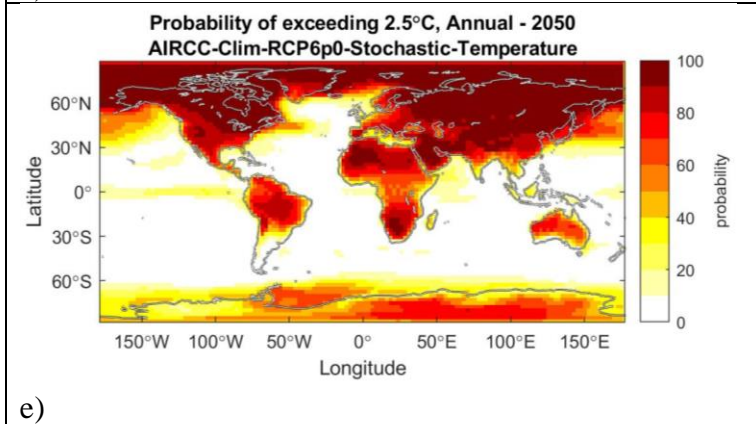 Probability of exceeding 2.5°C, Annual - 2050
AIRCC-Clim-RCP6p0-Stochastic-Temperature
60°N
30°N
0°
30°S
60°S
Latitude
150°W 100°W 50°W 0° 50°E 100°E 150°E
Longitude
100
80
60
40
20
0
probability
e)